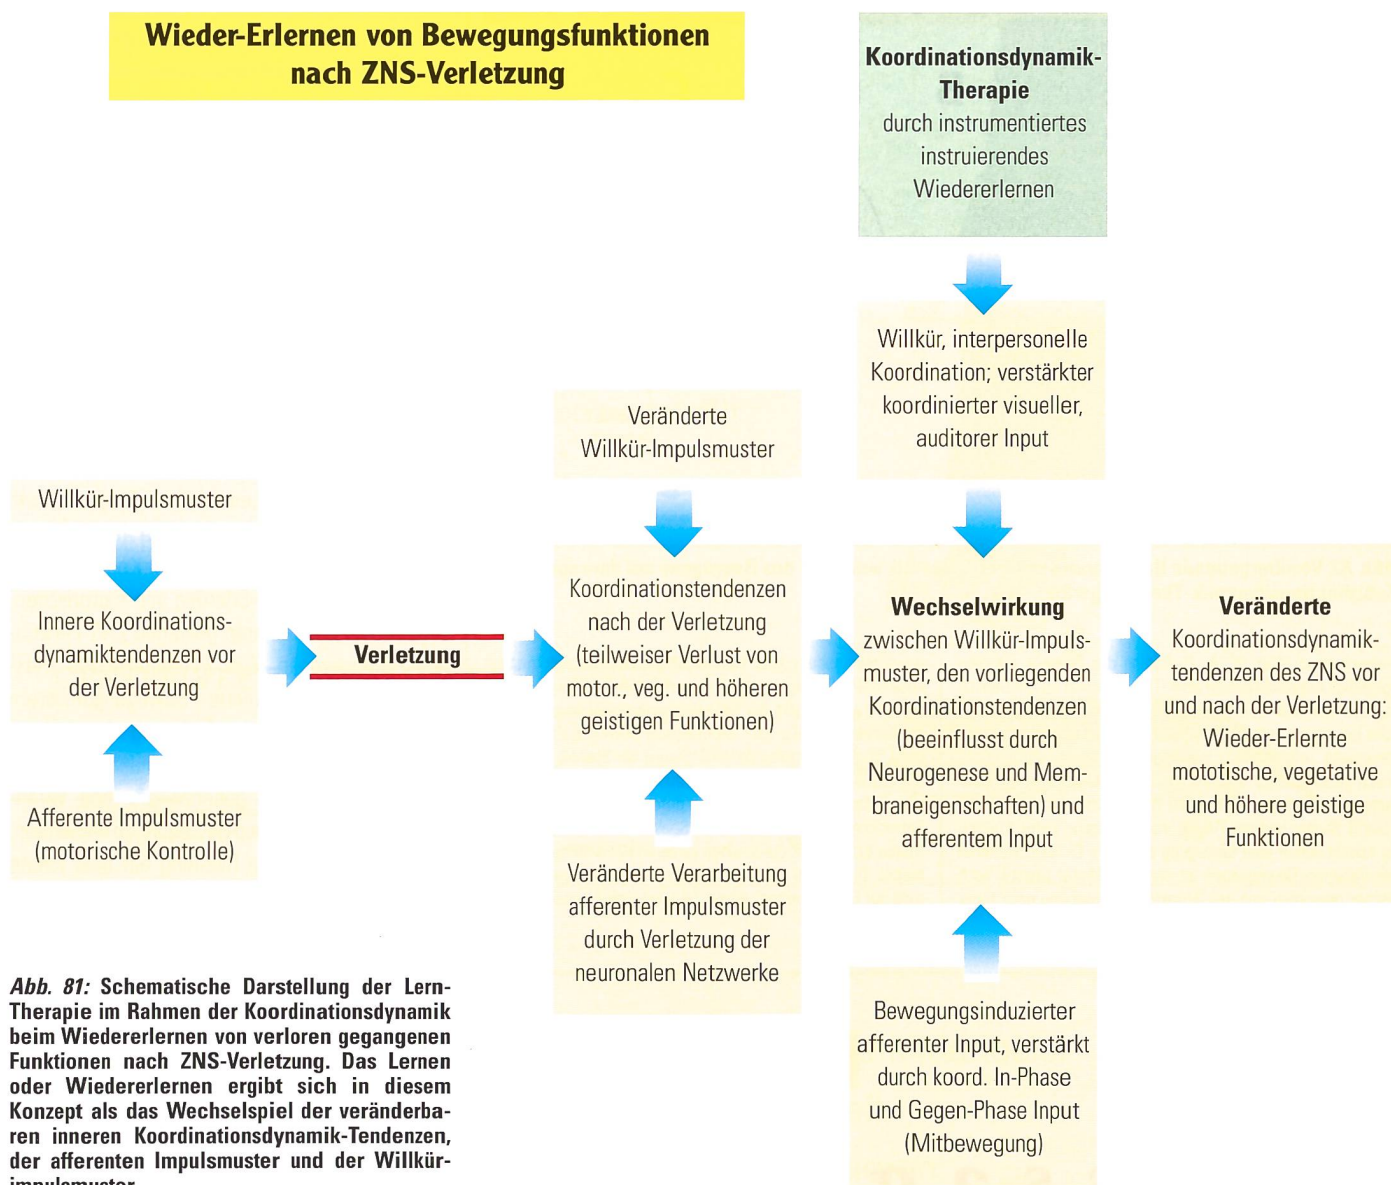 Wieder-Erlernen von Bewegungsfunktionen
nach ZNS-Verletzung
Koordinationsdynamik-
Therapie
durch instrumentiertes
instruierendes
Wiedererlernen
Willkür, interpersonelle
Koordination; verstärkter
koordinierter visueller,
auditorer Input
Veränderte
Willkür-Impulsmuster
Willkür-Impulsmuster
Innere Koordinations-
dynamiktendenzen vor
der Verletzung
Afferente Impulsmuster
(motorische Kontrolle)
Verletzung
Koordinationstendenzen
nach der Verletzung
(teilweiser Verlust von
motor., veg. und höheren
geistigen Funktionen)
Veränderte Verarbeitung
afferenter Impulsmuster
durch Verletzung der
neuronalen Netzwerke
Wechselwirkung
zwischen Willkür-Impuls-
muster, den vorliegenden
Koordinationstendenzen
(beeinflusst durch
Neurogenese und Mem-
braneigenschaften) und
afferentem Input
Veränderte
Koordinationsdynamik-
tendenzen des ZNS vor
und nach der Verletzung:
Wieder-Erlernte
mototische, vegetative
und höhere geistige
Funktionen
Bewegungsinduzierter
afferenter Input, verstärkt
durch koord. In-Phase
und Gegen-Phase Input
(Mitbewegung)
Abb. 81: Schematische Darstellung der Lern-
Therapie im Rahmen der Koordinationsdynamik
beim Wiedererlernen von verloren gegangenen
Funktionen nach ZNS-Verletzung. Das Lernen
oder Wiedererlernen ergibt sich in diesem
Konzept als das Wechselspiel der veränderba-
ren inneren Koordinationsdynamik-Tendenzen,
der afferenten Impulsmuster und der Willkür-
impulsmuster